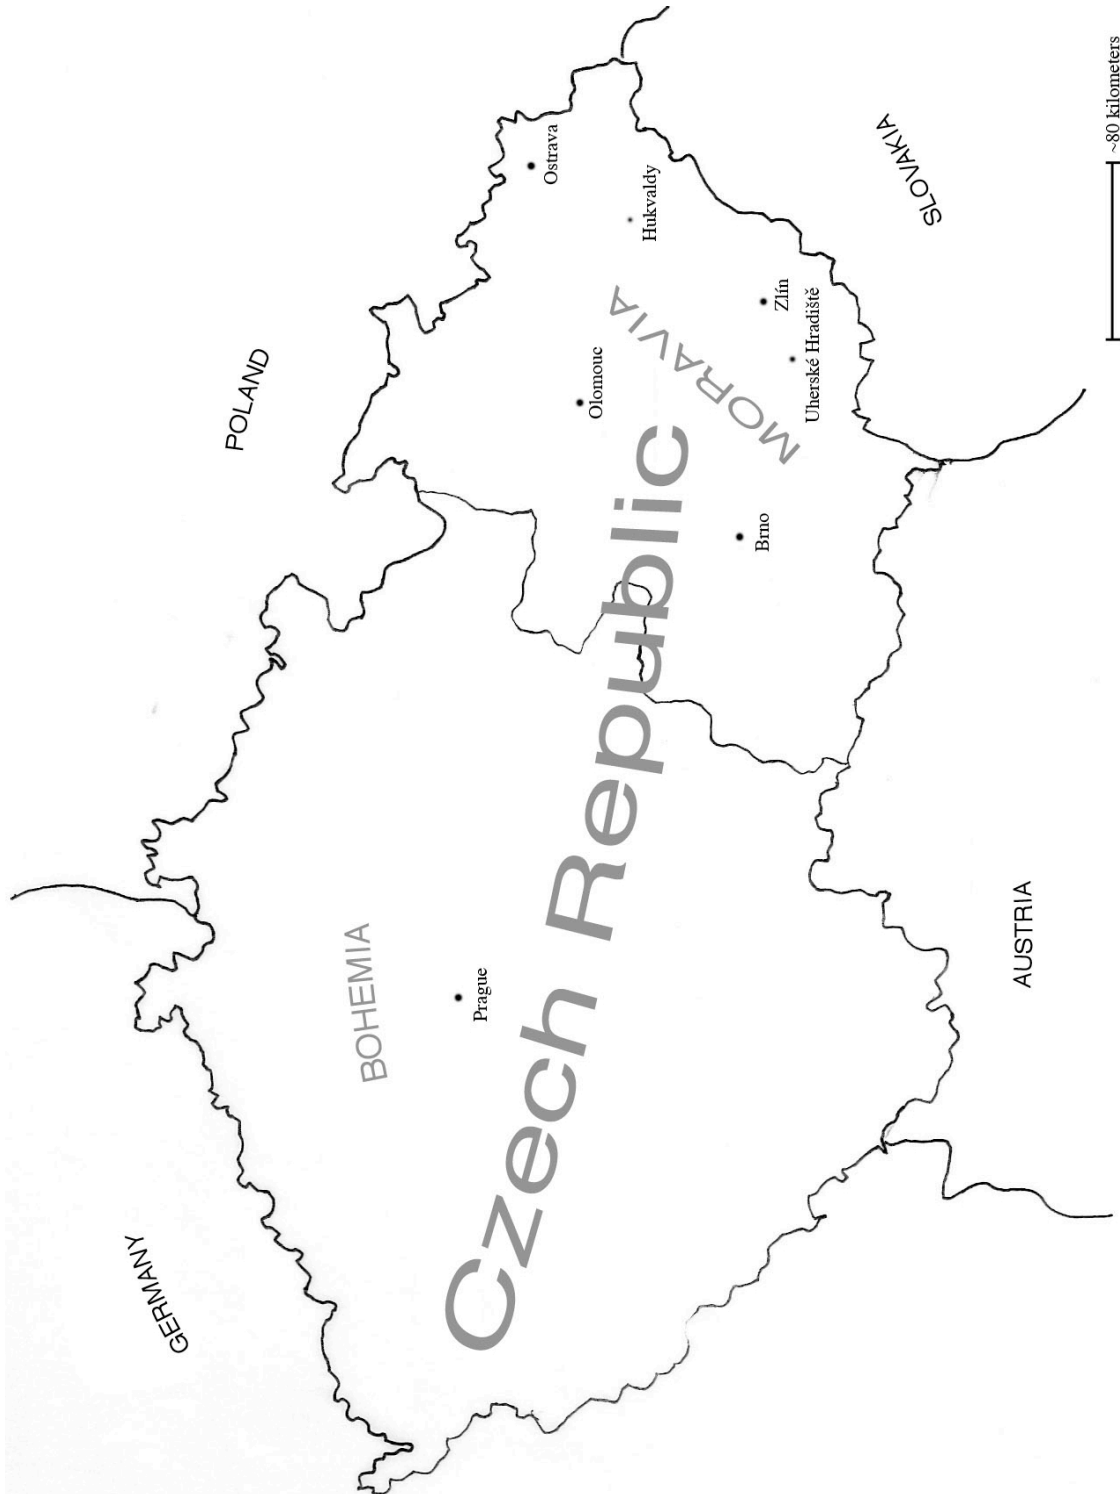 POLAND
GERMANY
BOHEMIA
Prague
Czech Republic
Ostrava
Olomouc
Hukvaldy
MORAVIA
Brno
Zlín
Uherské Hradiště
SLOVAKIA
AUSTRIA
~80 kilometers